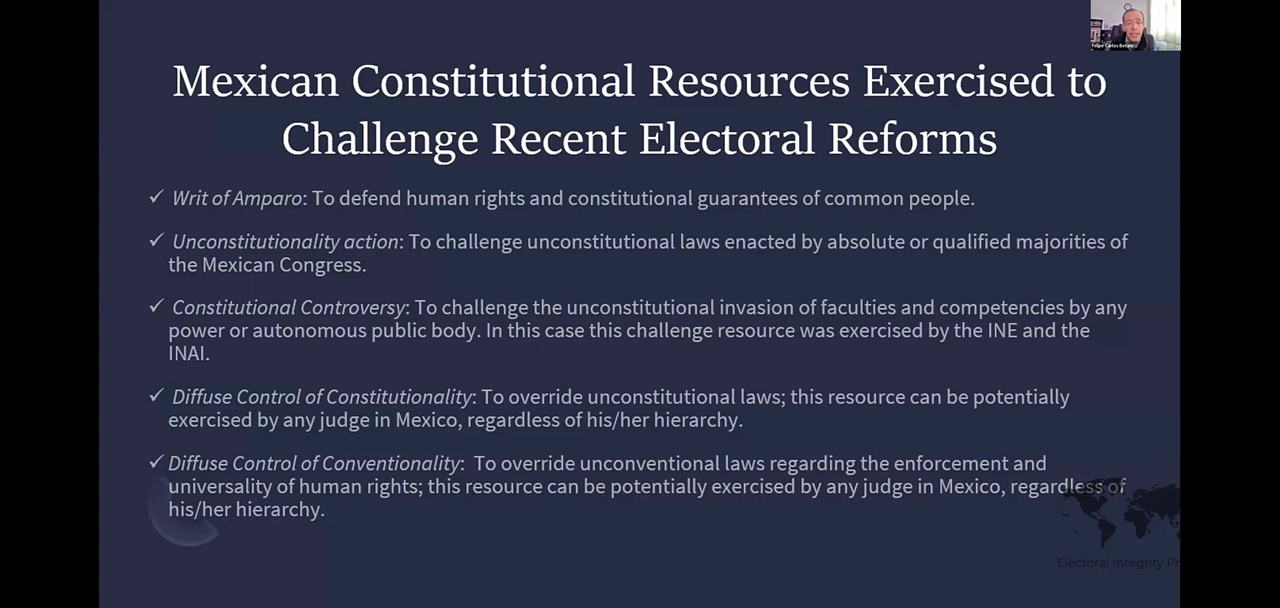 Felipe Carlos Betanc
Mexican Constitutional Resources Exercised to
Challenge Recent Electoral Reforms
✓ Writ of Amparo: To defend human rights and constitutional guarantees of common people.
✓ Unconstitutionality action: To challenge unconstitutional laws enacted by absolute or qualified majorities of
the Mexican Congress.
✓ Constitutional Controversy: To challenge the unconstitutional invasion of faculties and competencies by any
power or autonomous public body. In this case this challenge resource was exercised by the INE and the
INAI.
✓ Diffuse Control of Constitutionality: To override unconstitutional laws; this resource can be potentially
exercised by any judge in Mexico, regardless of his/her hierarchy.
✓ Diffuse Control of Conventionality: To override unconventional laws regarding the enforcement and
universality of human rights; this resource can be potentially exercised by any judge in Mexico, regardless of
his/her hierarchy.
Electoral Integrity Pr